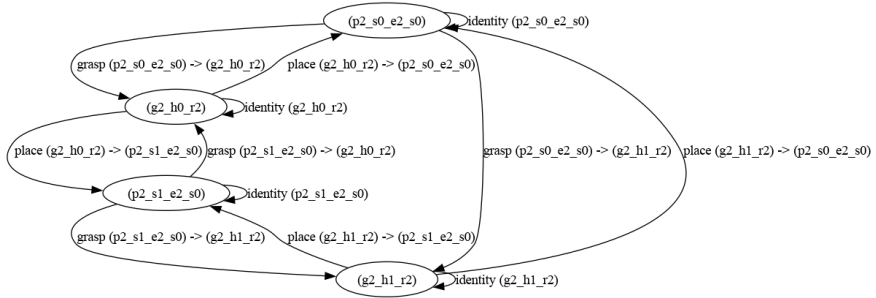 (p2_s0_e2_s0)
identity (p2_s0_e2_s0)
grasp (p2_s0_e2_s0) -> (g2_h0_r2)
place (g2_h0_r2) -> (p2_s0_e2_s0)
(g2_h0_r2)
identity (g2_h0_r2)
place (g2_h0_r2) -> (p2_s1_e2_s0)
grasp (p2_s1_e2_s0) -> (g2_h0_r2)
grasp (p2_s0_e2_s0) -> (g2_h1_r2)
place (g2_h1_r2) -> (p2_s0_e2_s0)
(p2_s1_e2_s0)
identity (p2_s1_e2_s0)
grasp (p2_s1_e2_s0) -> (g2_h1_r2)
place (g2_h1_r2) -> (p2_s1_e2_s0)
(g2_h1_r2)
identity (g2_h1_r2)